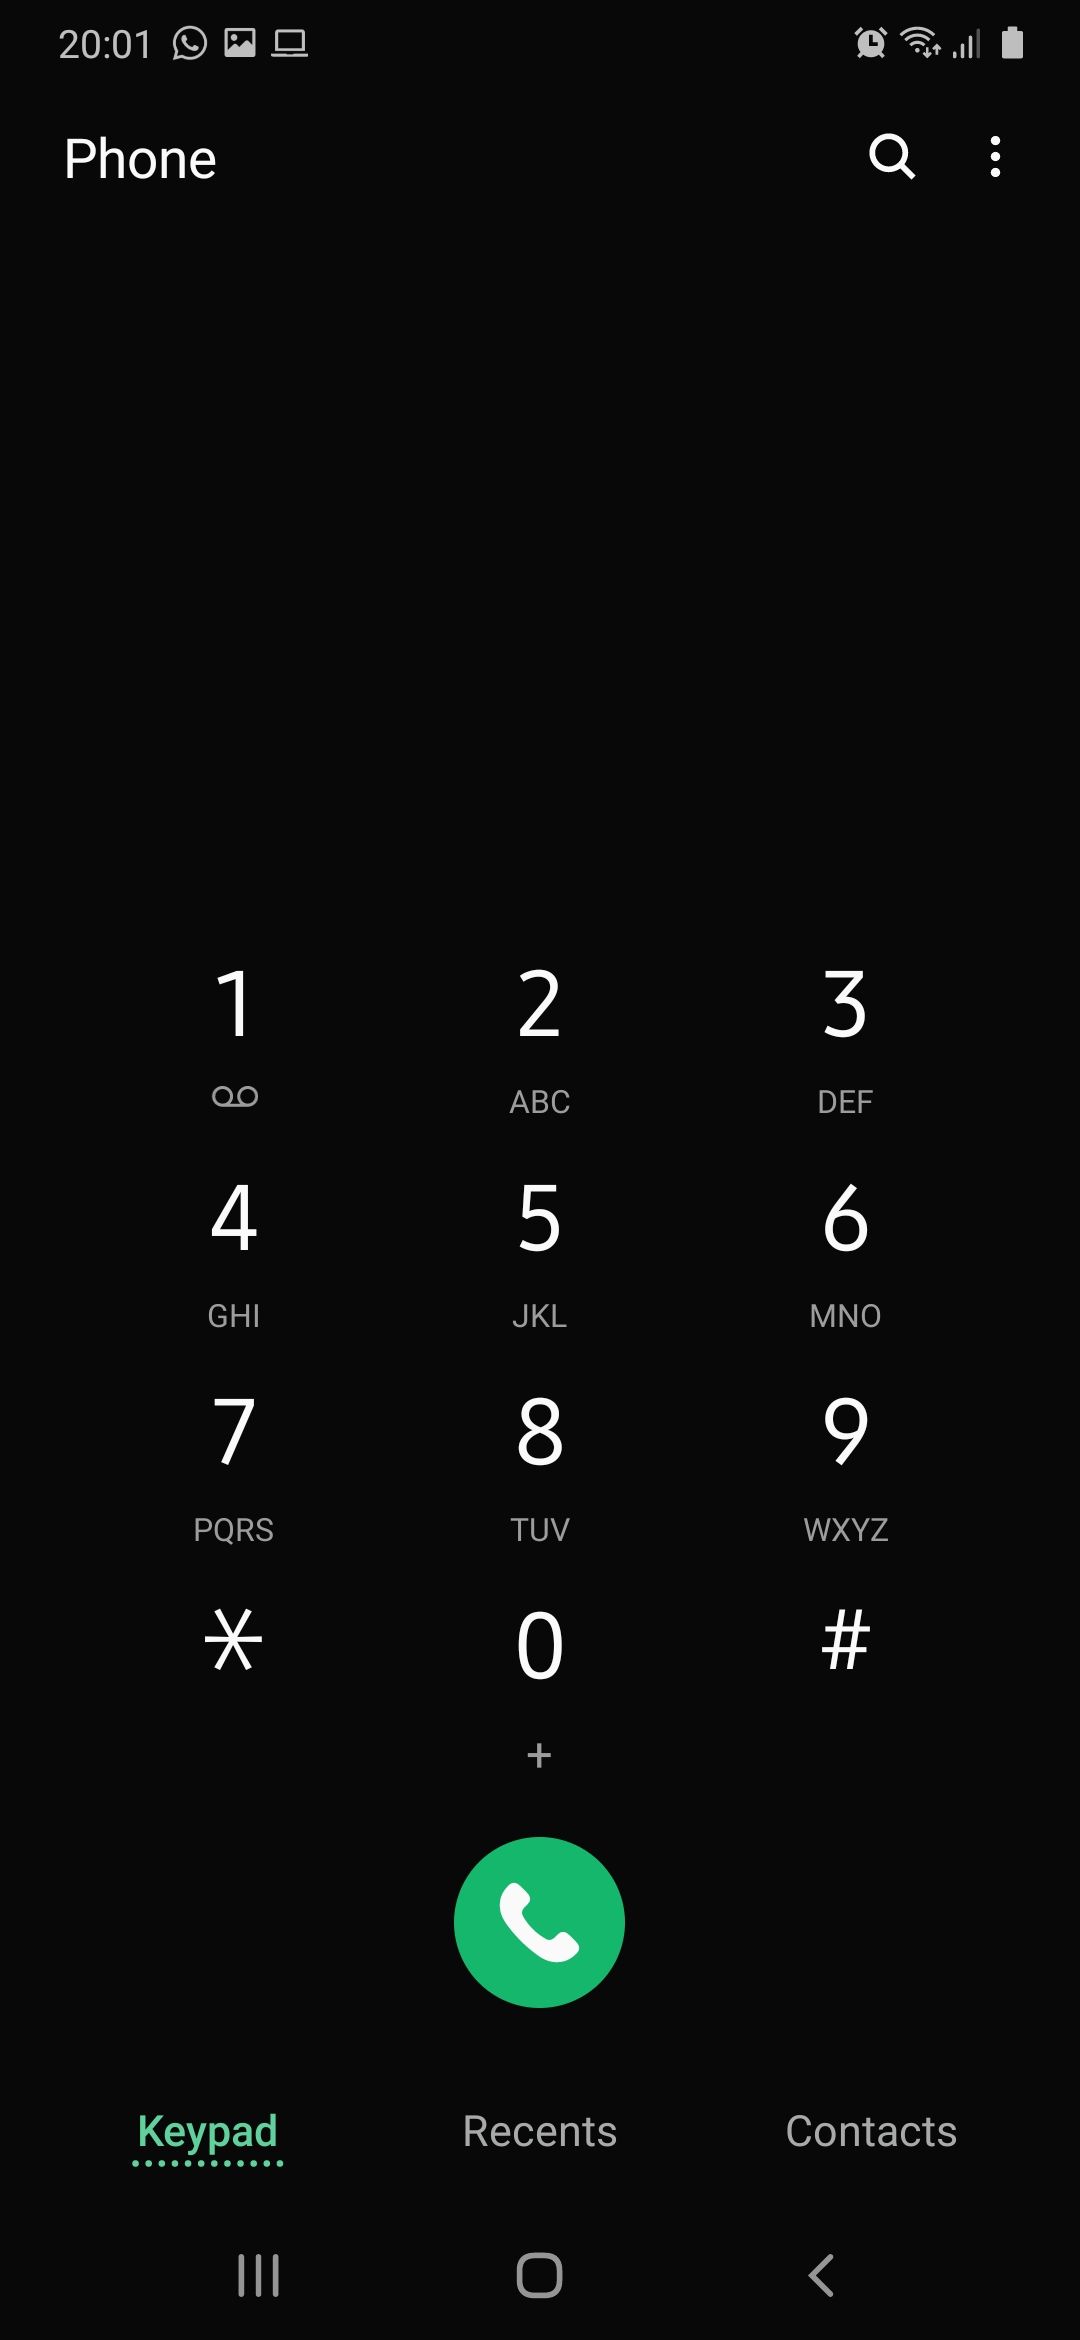 20:01
Phone
1 2 3
ABC DEF
4 5 6
GHI JKL MNO
7 8 9
PQRS TUV WXYZ
* 0 #
+
Keypad Recents Contacts